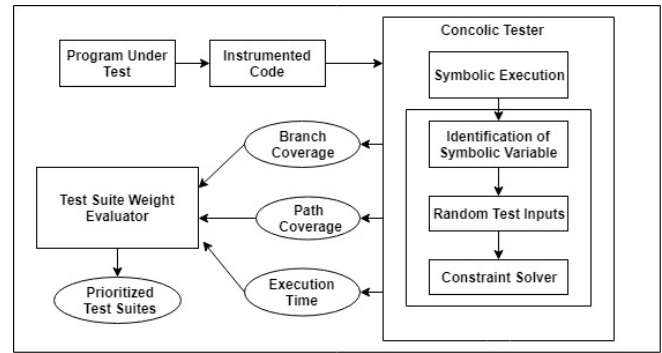 Concolic Tester
Program Under
Test
Instrumented
Code
Symbolic Execution
Identification of
Symbolic Variable
Random Test Inputs
Constraint Solver
Branch
Coverage
Path
Coverage
Execution
Time
Test Suite Weight
Evaluator
Prioritized
Test Suites